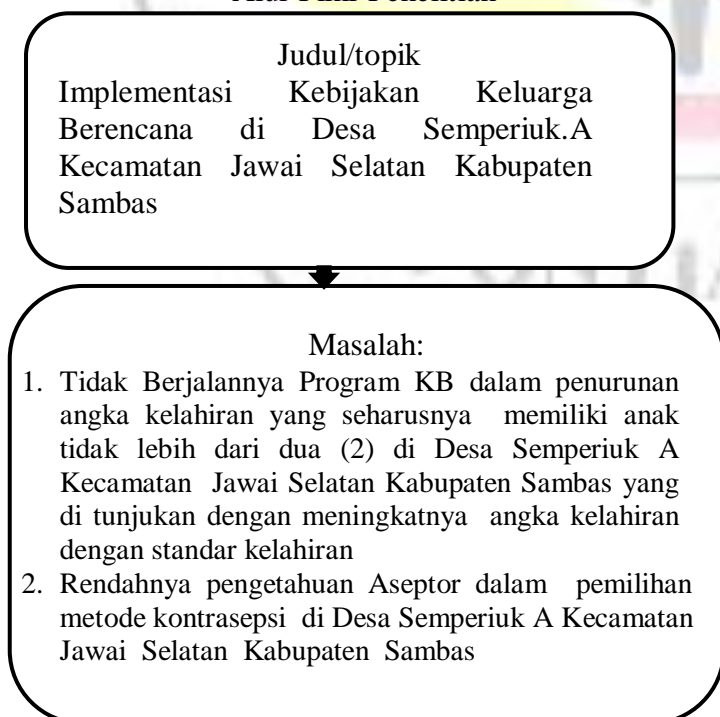 Judul/topik
Implementasi Kebijakan Keluarga
Berencana di Desa Semperiuk.A
Kecamatan Jawai Selatan Kabupaten
Sambas
Masalah:
1. Tidak Berjalannya Program KB dalam penurunan
angka kelahiran yang seharusnya memiliki anak
tidak lebih dari dua (2) di Desa Semperiuk A
Kecamatan Jawai Selatan Kabupaten Sambas yang
di tunjukan dengan meningkatnya angka kelahiran
dengan standar kelahiran
2. Rendahnya pengetahuan Aseptor dalam pemilihan
metode kontrasepsi di Desa Semperiuk A Kecamatan
Jawai Selatan Kabupaten Sambas